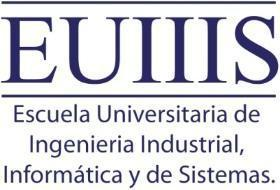 EUIIIS
Escuela Universitaria de
Ingenieria Industrial,
Informática y de Sistemas.